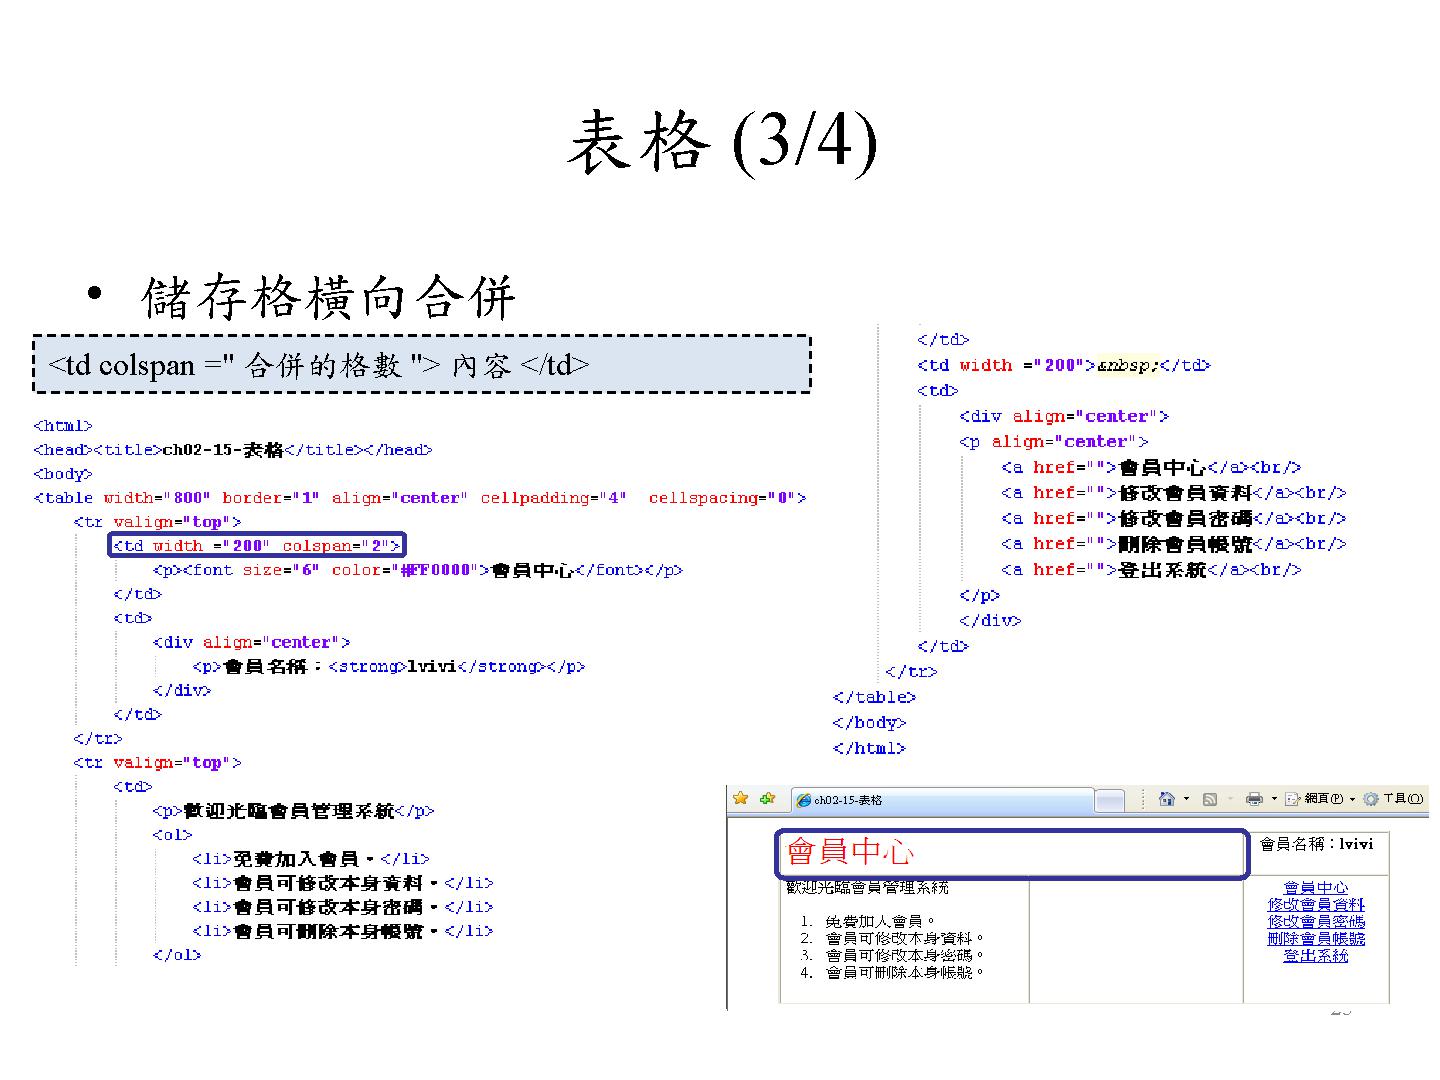 表格 (3/4)
• 儲存格橫向合併
<td colspan =" 合併的格數 "> 內容 </td>
<html>
<head><title>ch02-15-表格</title></head>
<body>
<table width="800" border="1" align="center" cellpadding="4" cellspacing="0">
<tr valign="top">
<td width ="200" colspan="2">
<p><font size="6" color="#FF0000">會員中心</font></p>
</td>
<td>
<div align="center">
<p>會員名稱：<strong>lvivi</strong></p>
</div>
</td>
</tr>
<tr valign="top">
<td>
<p>歡迎光臨會員管理系統</p>
<ol>
<li>免費加入會員。</li>
<li>會員可修改本身資料。</li>
<li>會員可修改本身密碼。</li>
<li>會員可刪除本身帳號。</li>
</ol>
</td>
<td width ="200">&nbsp;</td>
<td>
<div align="center">
<p align="center">
<a href="">會員中心</a><br/>
<a href="">修改會員資料</a><br/>
<a href="">修改會員密碼</a><br/>
<a href="">刪除會員帳號</a><br/>
<a href="">登出系統</a><br/>
</p>
</div>
</td>
</tr>
</table>
</body>
</html>
ch02-15-表格
網頁(P)
工具(O)
會員中心
會員名稱：lvivi
歡迎光臨會員管理系統
1. 免費加入會員。
2. 會員可修改本身資料。
3. 會員可修改本身密碼。
4. 會員可刪除本身帳號。
會員中心
修改會員資料
修改會員密碼
刪除會員帳號
登出系統